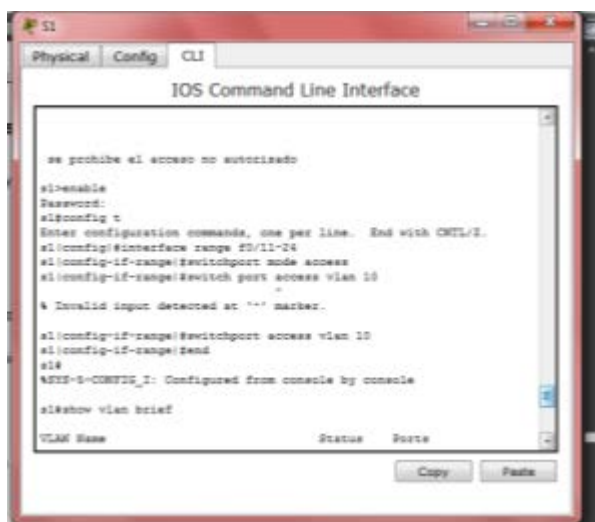 S1
Physical Config CLI
IOS Command Line Interface
se prohibe el acceso no autorizado
s1>enable
Password:
s1#config t
Enter configuration commands, one per line. End with CNTL/Z.
s1(config)#interface range f0/11-24
s1(config-if-range)#switchport mode access
s1(config-if-range)#switch port access vlan 10
^
% Invalid input detected at '^' marker.
s1(config-if-range)#switchport access vlan 10
s1(config-if-range)#end
s1#
%SYS-5-CONFIG_I: Configured from console by console
s1#show vlan brief
VLAN Name Status Ports
Copy Paste